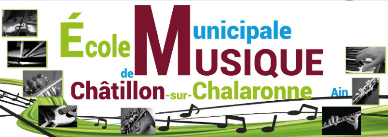 École Municipale
de MUSIQUE
Châtillon-sur-Chalaronne Ain